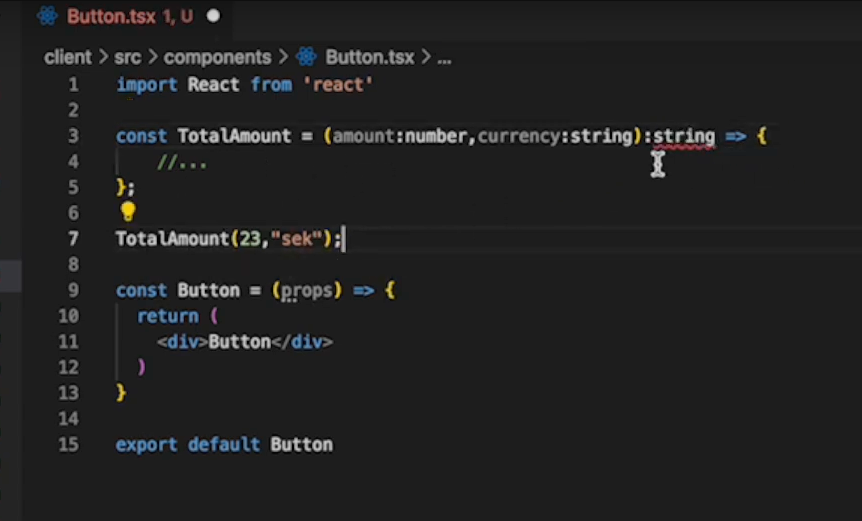 Button.tsx 1, U
client > src > components > Button.tsx > ...
1 import React from 'react'
2
3 const TotalAmount = (amount:number,currency:string):string => {
4 //...
5 };
6
7 TotalAmount(23,"sek");
8
9 const Button = (props) => {
10 return (
11 <div>Button</div>
12 )
13 }
14
15 export default Button